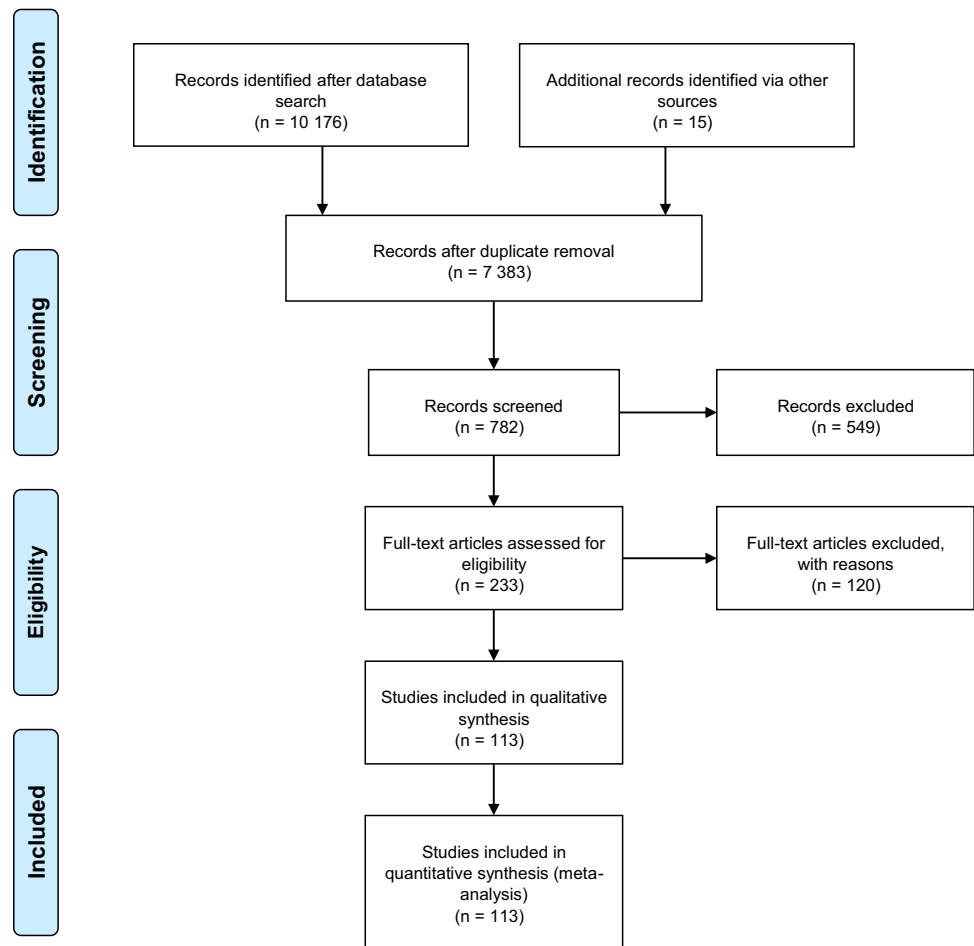 Identification
Records identified after database
search
(n = 10 176)
Additional records identified via other
sources
(n = 15)
Records after duplicate removal
(n = 7 383)
Screening
Records screened
(n = 782)
Records excluded
(n = 549)
Eligibility
Full-text articles assessed for
eligibility
(n = 233)
Full-text articles excluded,
with reasons
(n = 120)
Studies included in qualitative
synthesis
(n = 113)
Included
Studies included in
quantitative synthesis (meta-
analysis)
(n = 113)